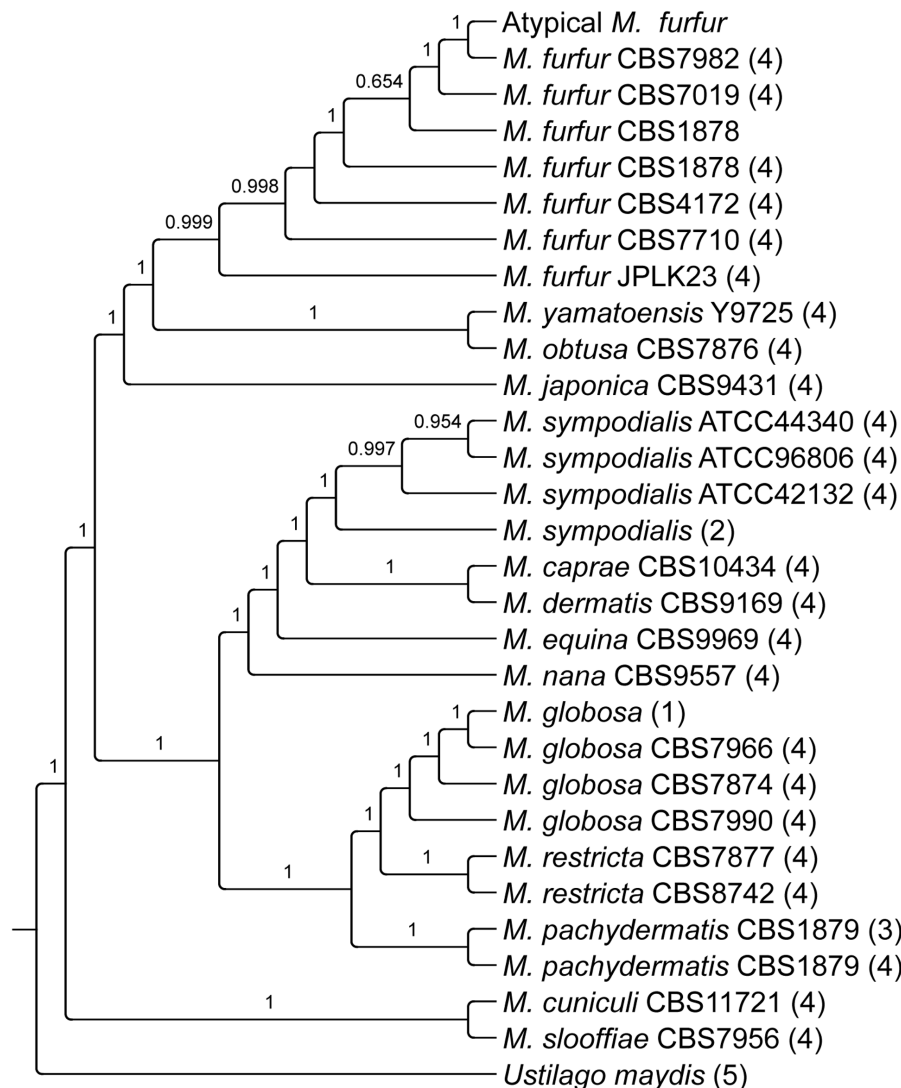 1
Atypical M. furfur
1
M. furfur CBS7982 (4)
0.654
M. furfur CBS7019 (4)
1
M. furfur CBS1878
M. furfur CBS1878 (4)
0.998
M. furfur CBS4172 (4)
0.999
M. furfur CBS7710 (4)
1
M. furfur JPLK23 (4)
1
1
M. yamatoensis Y9725 (4)
M. obtusa CBS7876 (4)
M. japonica CBS9431 (4)
0.954
M. sympodialis ATCC44340 (4)
0.997
M. sympodialis ATCC96806 (4)
1
M. sympodialis ATCC42132 (4)
1
1
M. sympodialis (2)
1
1
M. caprae CBS10434 (4)
M. dermatis CBS9169 (4)
1
M. equina CBS9969 (4)
M. nana CBS9557 (4)
1
M. globosa (1)
1
1
M. globosa CBS7966 (4)
1
1
M. globosa CBS7874 (4)
1
M. globosa CBS7990 (4)
1
M. restricta CBS7877 (4)
1
M. restricta CBS8742 (4)
1
M. pachydermatis CBS1879 (3)
M. pachydermatis CBS1879 (4)
1
M. cuniculi CBS11721 (4)
M. slooffiae CBS7956 (4)
Ustilago maydis (5)